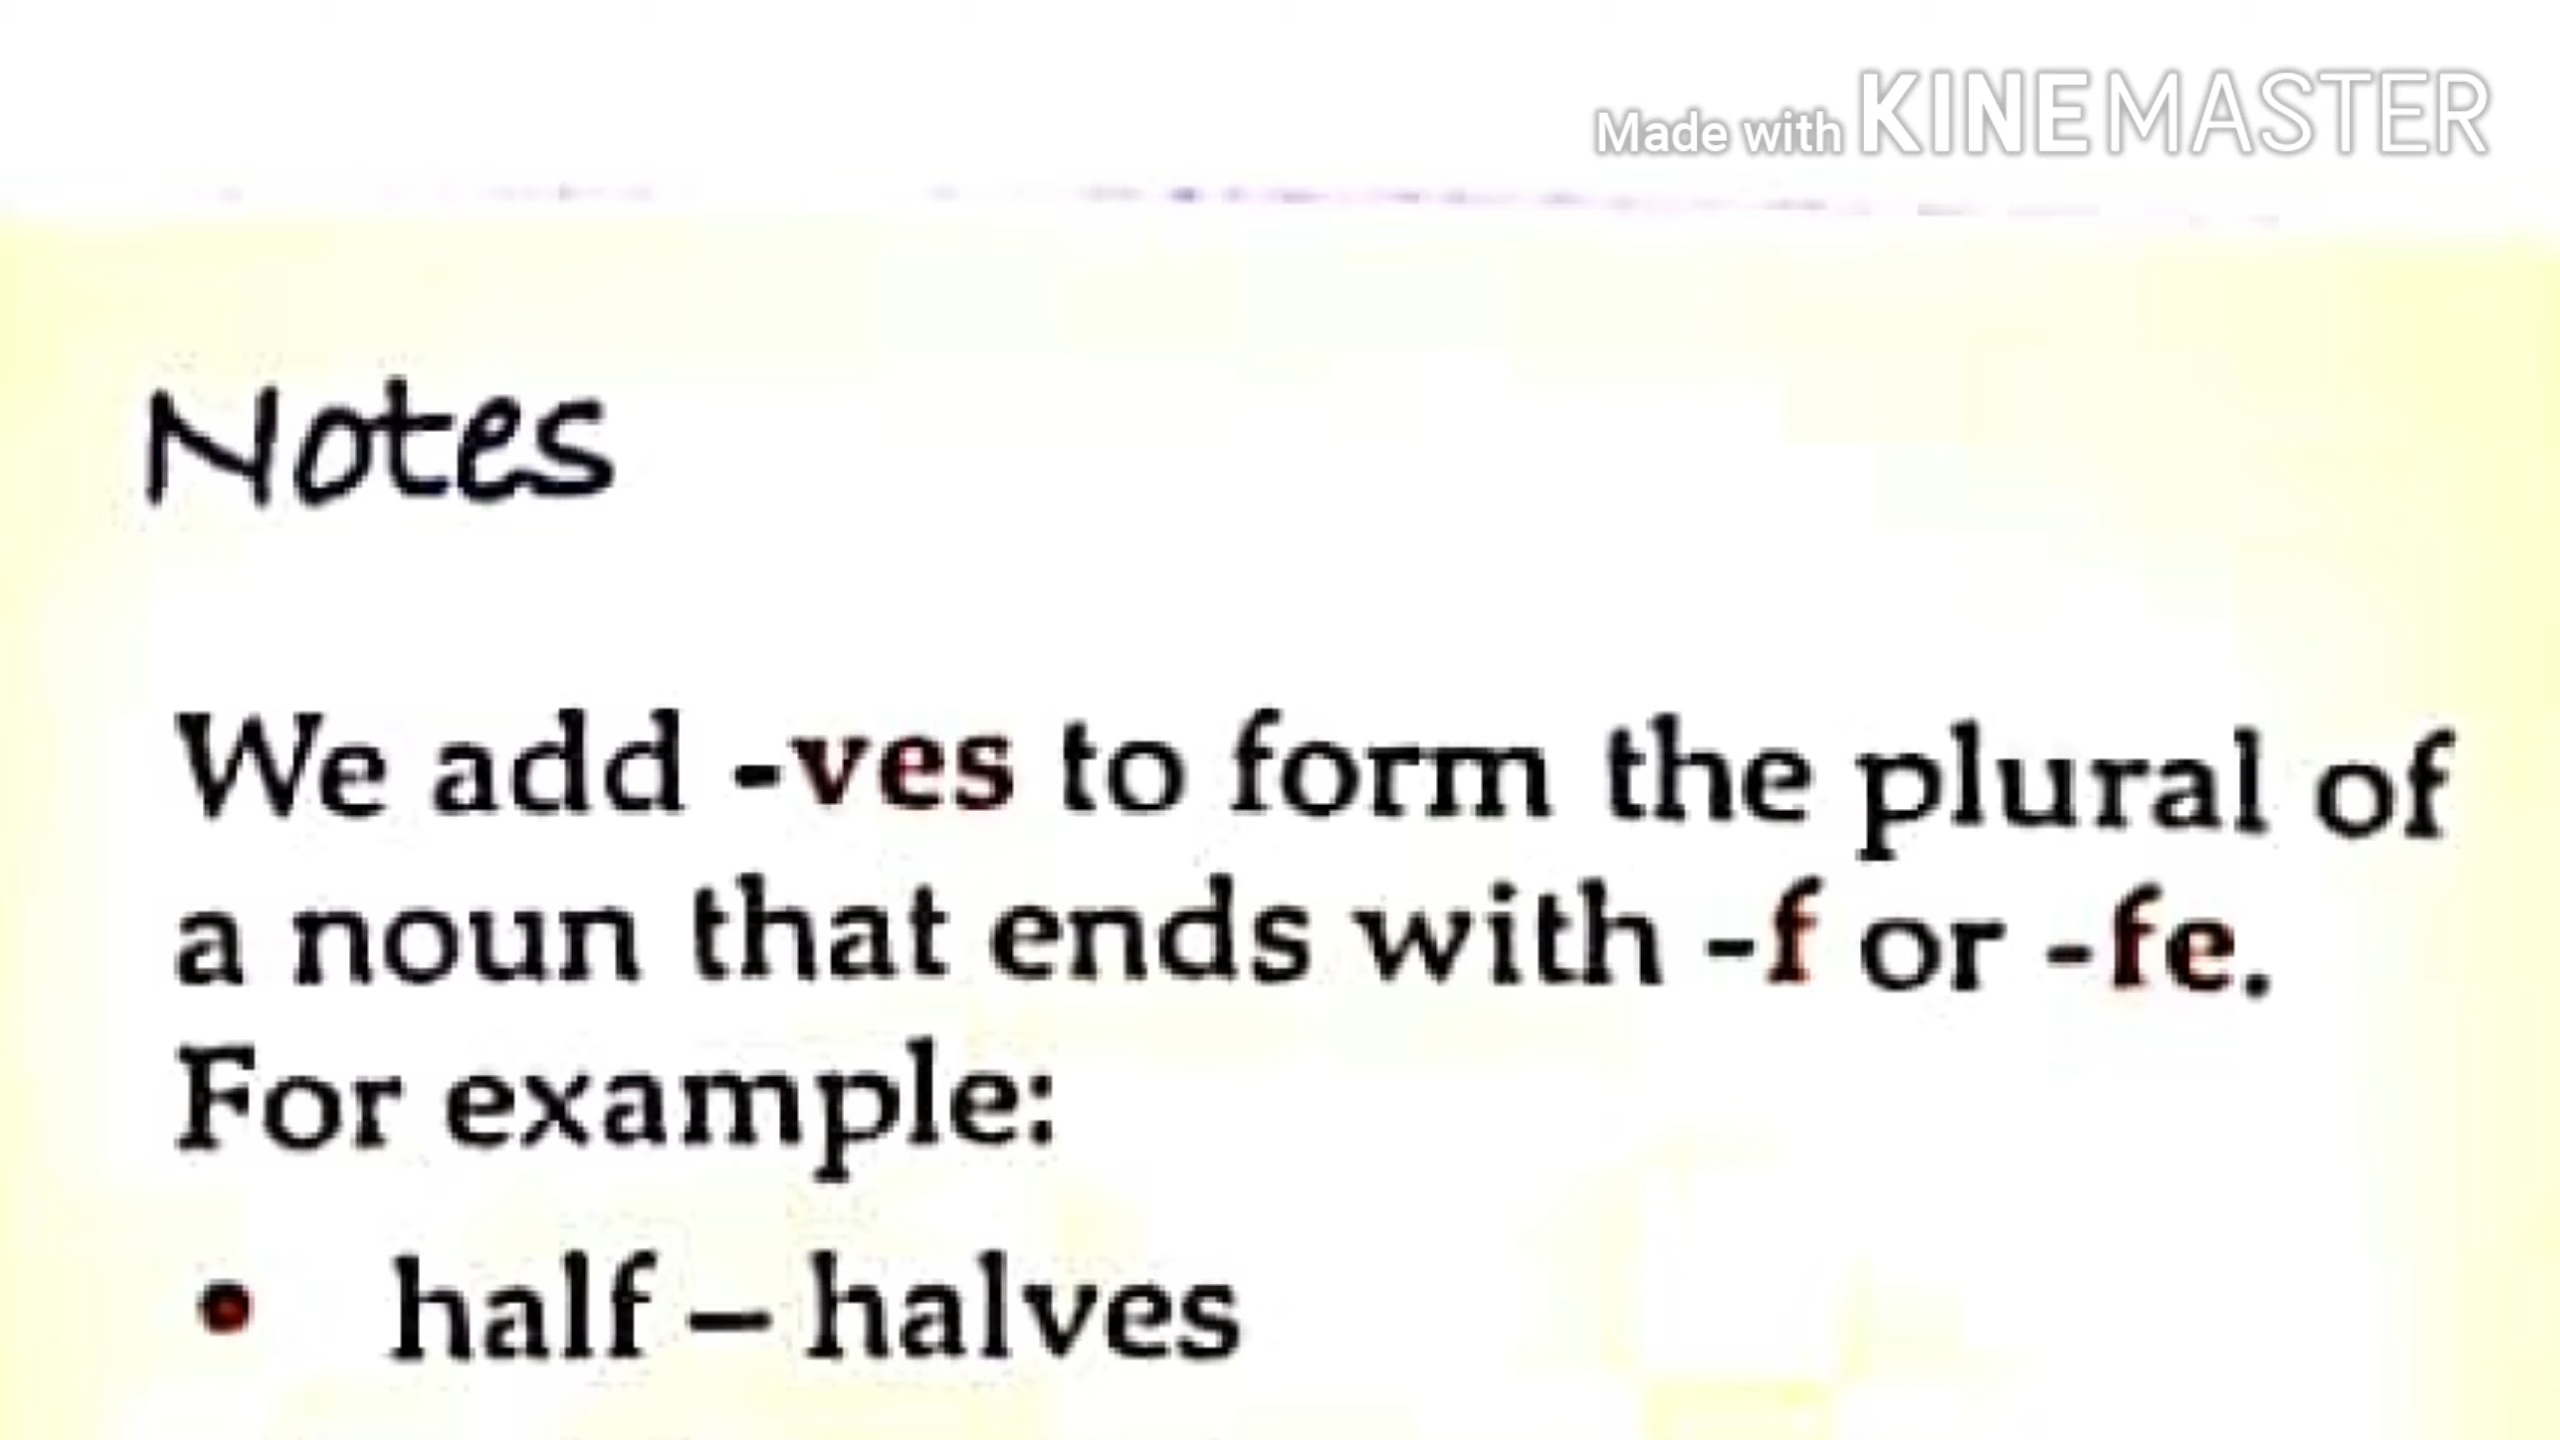 Made with KINEMASTER
Notes
We add -ves to form the plural of
a noun that ends with -f or -fe.
For example:
• half – halves